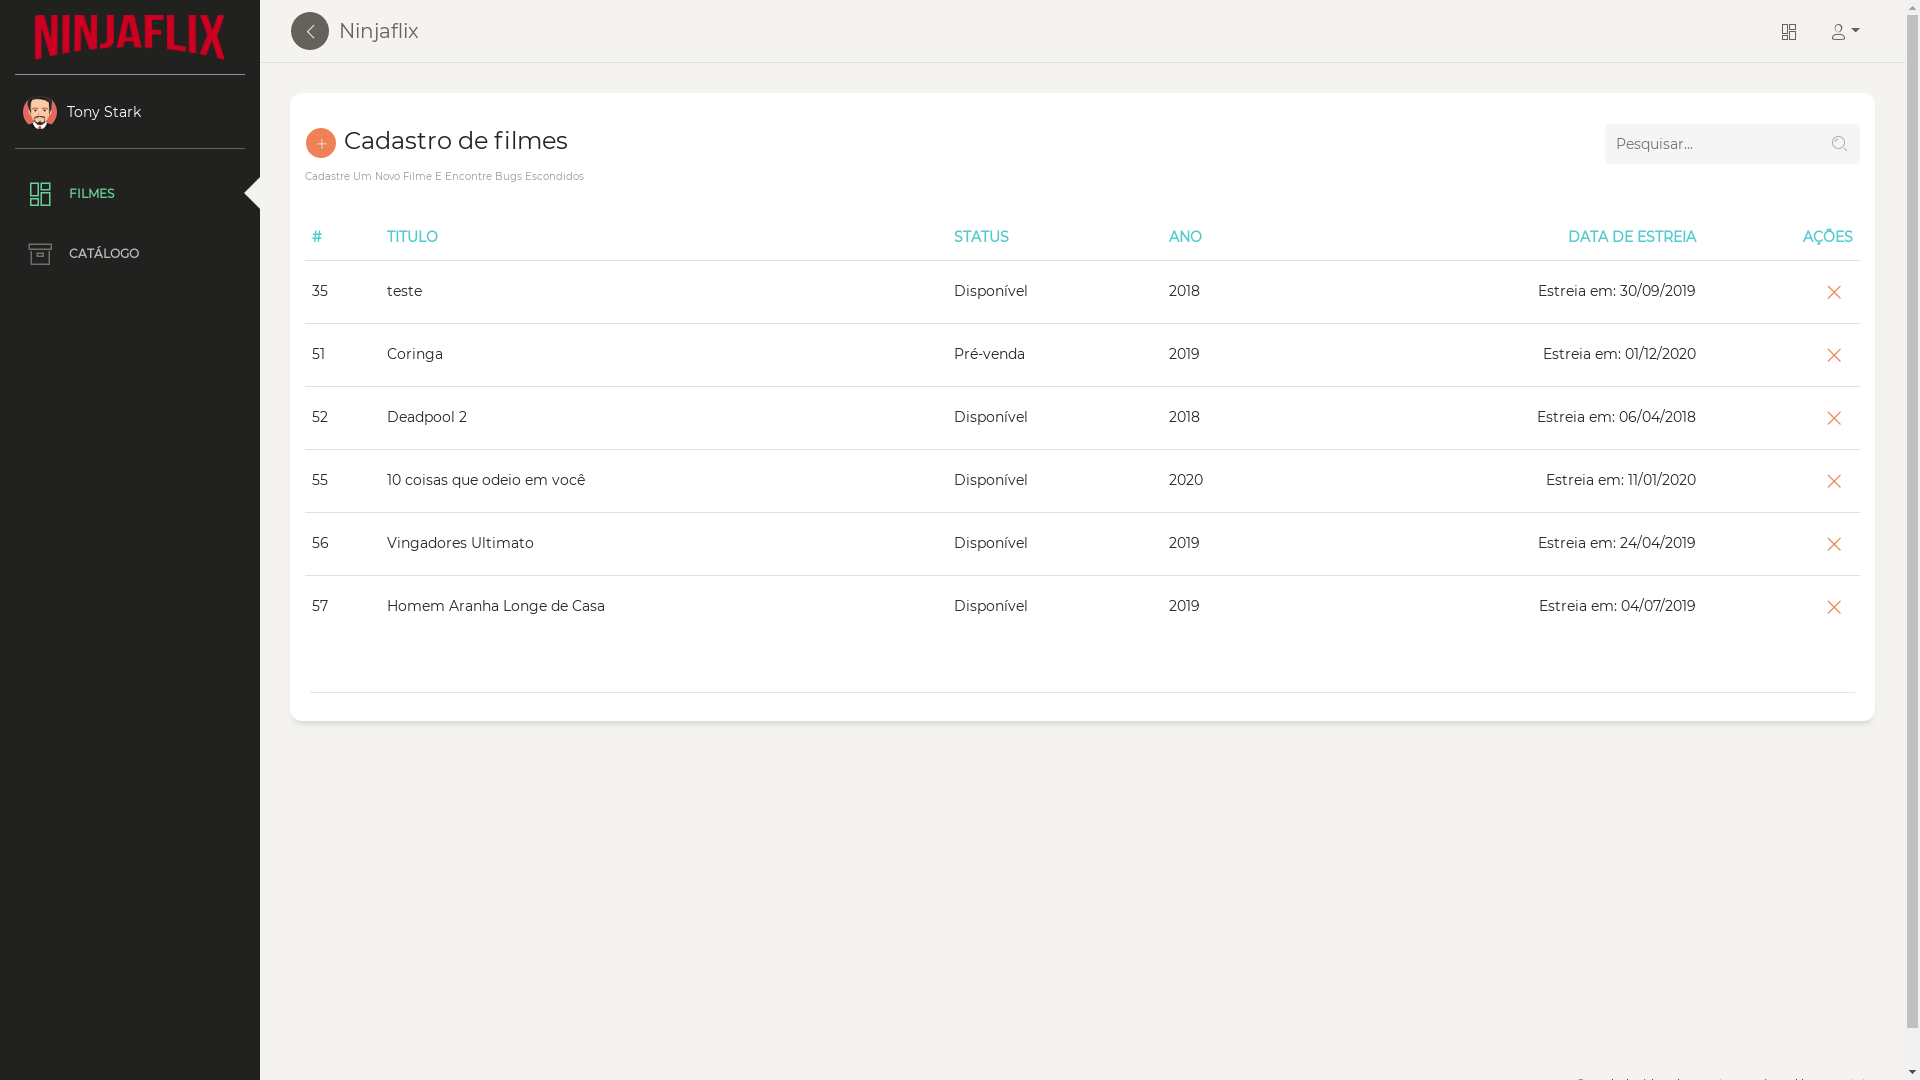 NINJAFLIX
Ninjaflix
Tony Stark
FILMES
CATÁLOGO
+ Cadastro de filmes
Pesquisar...
Cadastre Um Novo Filme E Encontre Bugs Escondidos
# TITULO STATUS ANO DATA DE ESTREIA AÇÕES
35 teste Disponível 2018 Estreia em: 30/09/2019
51 Coringa Pré-venda 2019 Estreia em: 01/12/2020
52 Deadpool 2 Disponível 2018 Estreia em: 06/04/2018
55 10 coisas que odeio em você Disponível 2020 Estreia em: 11/01/2020
56 Vingadores Ultimato Disponível 2019 Estreia em: 24/04/2019
57 Homem Aranha Longe de Casa Disponível 2019 Estreia em: 04/07/2019